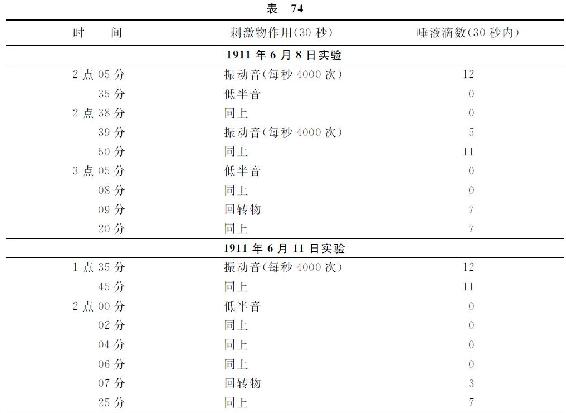 表 74
时 间 刺激物作用(30秒) 唾液滴数(30秒内)
1911年6月8日实验
2点05分 振动音(每秒4000次) 12
35分 低半音 0
2点38分 同上 0
39分 振动音(每秒4000次) 5
50分 同上 11
3点05分 低半音 0
08分 同上 0
09分 回转物 7
20分 同上 7
1911年6月11日实验
1点35分 振动音(每秒4000次) 12
45分 同上 11
2点00分 低半音 0
02分 同上 0
04分 同上 0
06分 同上 0
07分 回转物 3
25分 同上 7